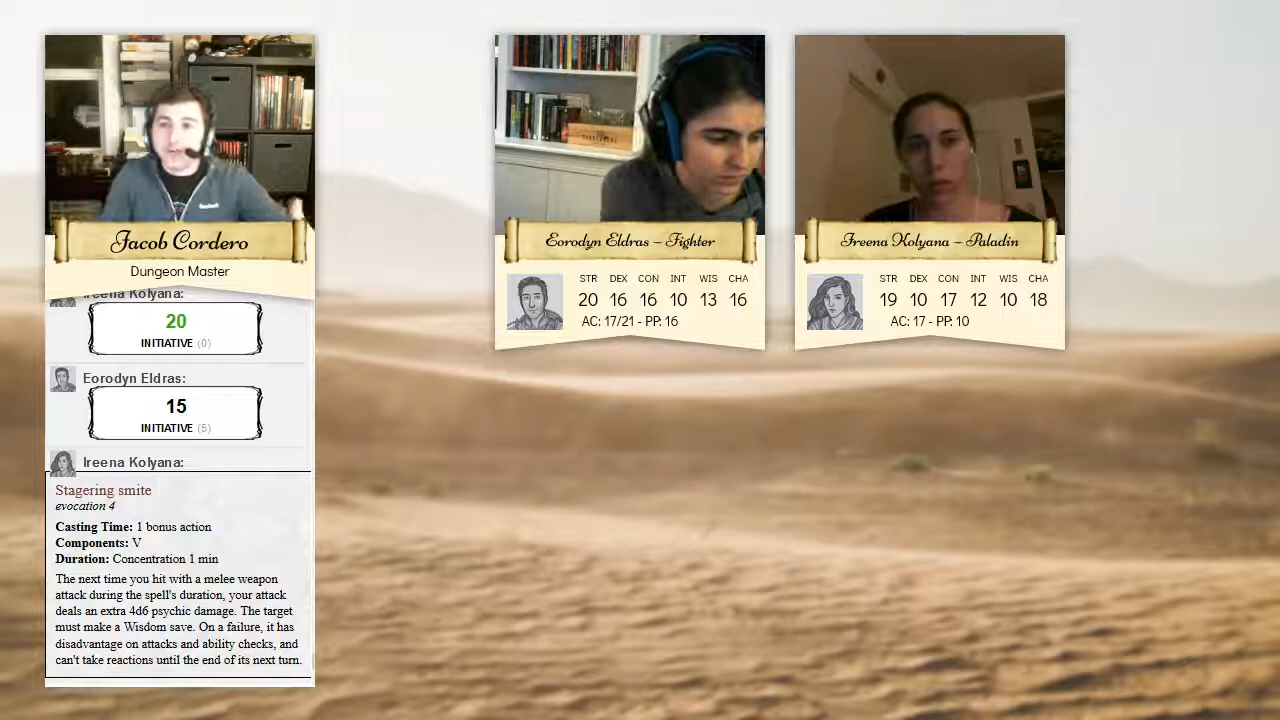 Jacob Cordero
Dungeon Master
Ireena Kolyana:
20
INITIATIVE (0)
Eorodyn Eldras:
15
INITIATIVE (5)
Ireena Kolyana:
Stagering smite
evocation 4
Casting Time: 1 bonus action
Components: V
Duration: Concentration 1 min
The next time you hit with a melee weapon
attack during the spell's duration, your attack
deals an extra 4d6 psychic damage. The target
must make a Wisdom save. On a failure, it has
disadvantage on attacks and ability checks, and
can't take reactions until the end of its next turn.
Eorodyn Eldras – Fighter
STR DEX CON INT WIS CHA
20 16 16 10 13 16
AC: 17/21 - PP: 16
Ireena Kolyana – Paladin
STR DEX CON INT WIS CHA
19 10 17 12 10 18
AC: 17 - PP: 10
facebook